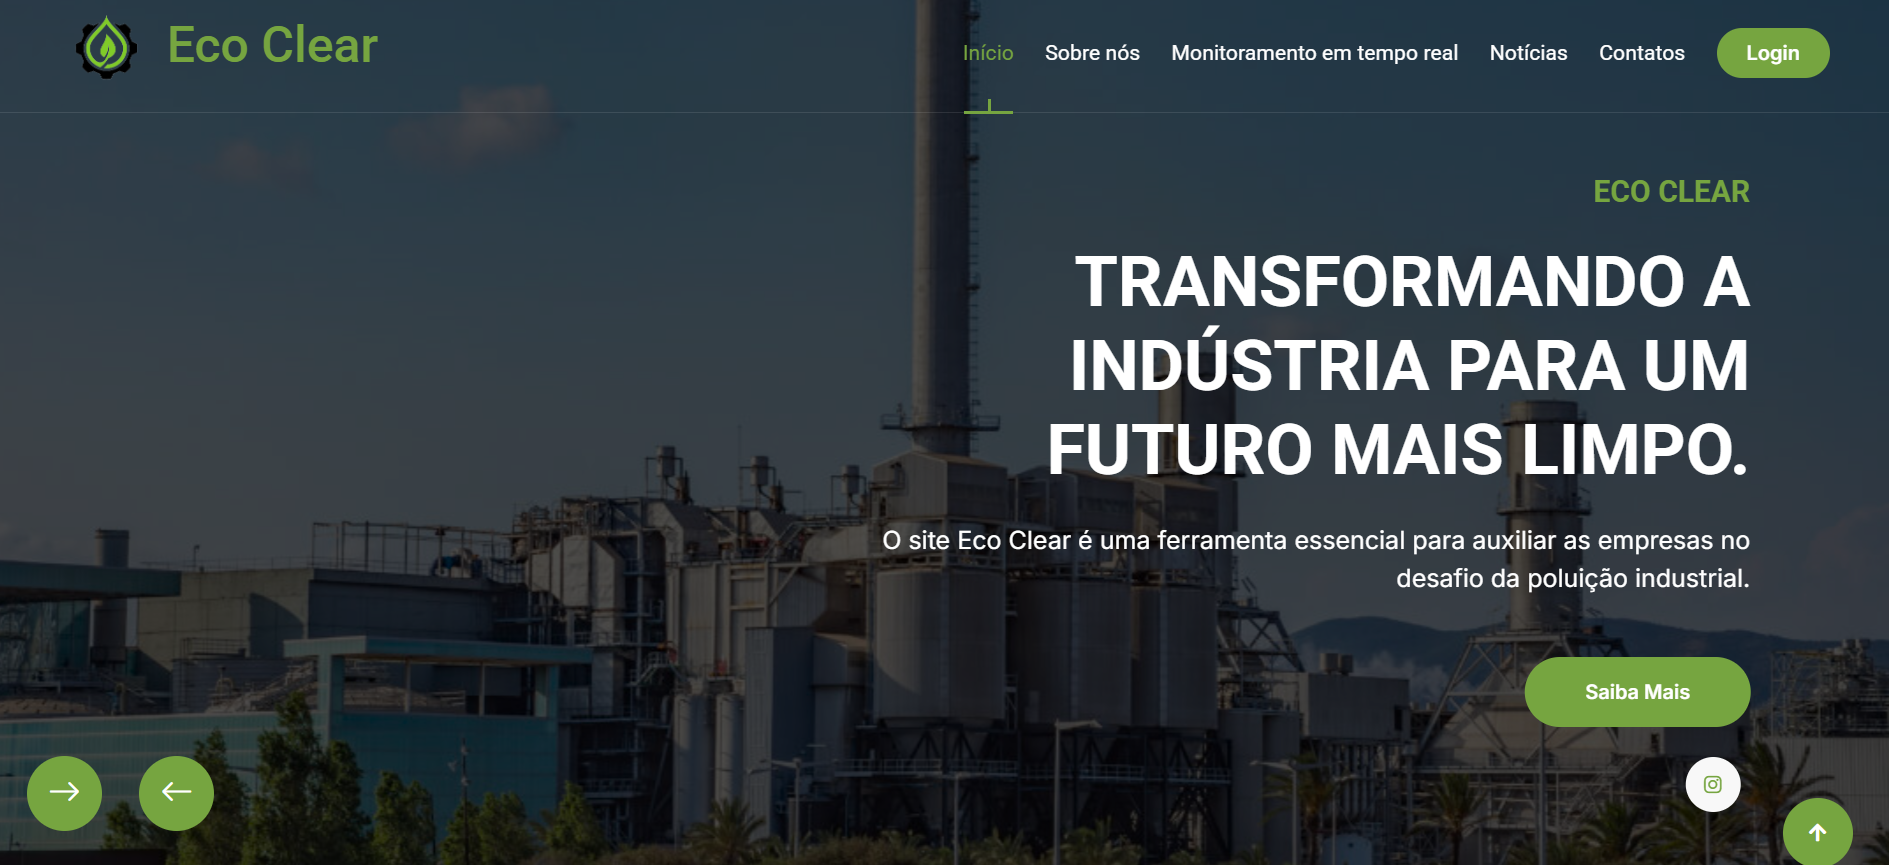 Eco Clear
Início Sobre nós Monitoramento em tempo real Notícias Contatos Login
ECO CLEAR
TRANSFORMANDO A
INDÚSTRIA PARA UM
FUTURO MAIS LIMPO.
O site Eco Clear é uma ferramenta essencial para auxiliar as empresas no
desafio da poluição industrial.
Saiba Mais